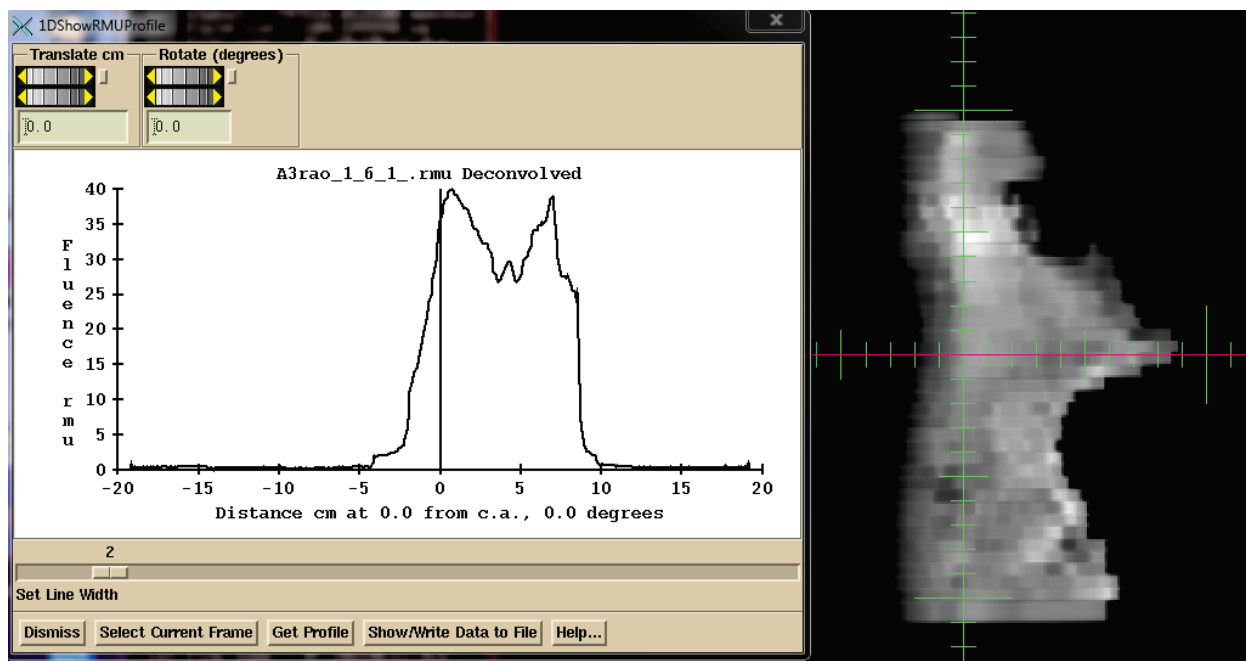 1DShowRMUProfile
x
Translate cm
Rotate (degrees)
0.0
0.0
A3rao_1_6_1_.rmu Deconvolved
Fluence rmu
40
35
30
25
20
15
10
5
0
-20 -15 -10 -5 0 5 10 15 20
Distance cm at 0.0 from c.a., 0.0 degrees
2
Set Line Width
Dismiss Select Current Frame Get Profile Show/Write Data to File Help...